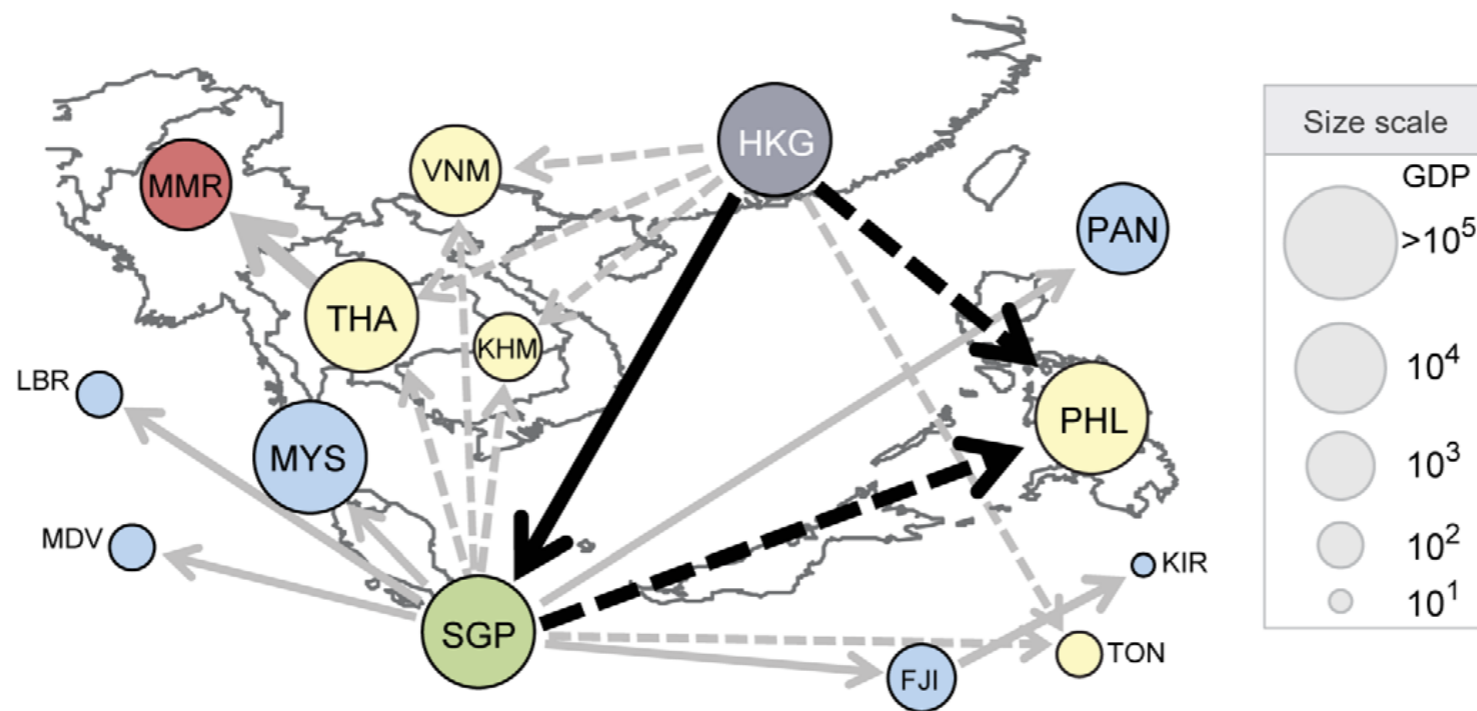 HKG
VNM
MMR
PAN
THA
KHM
LBR
MYS
PHL
MDV
KIR
SGP
TON
FJI
Size scale
GDP
>10⁵
10⁴
10³
10²
10¹